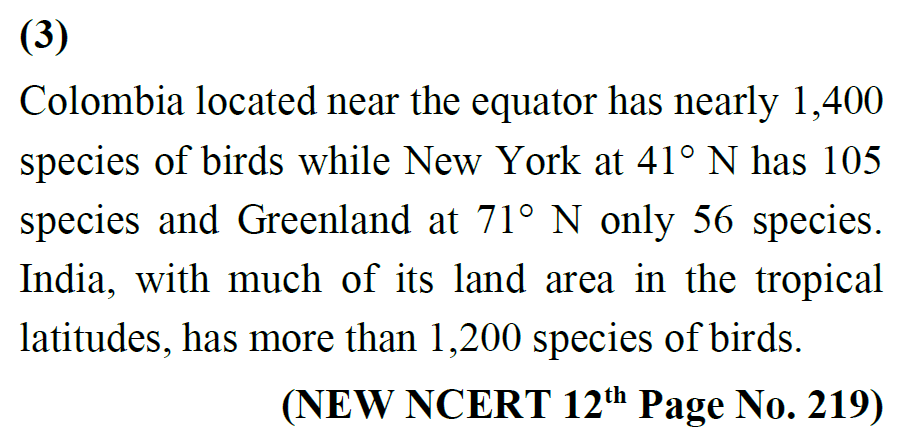 (3)
Colombia located near the equator has nearly 1,400
species of birds while New York at 41° N has 105
species and Greenland at 71° N only 56 species.
India, with much of its land area in the tropical
latitudes, has more than 1,200 species of birds.
(NEW NCERT 12th Page No. 219)